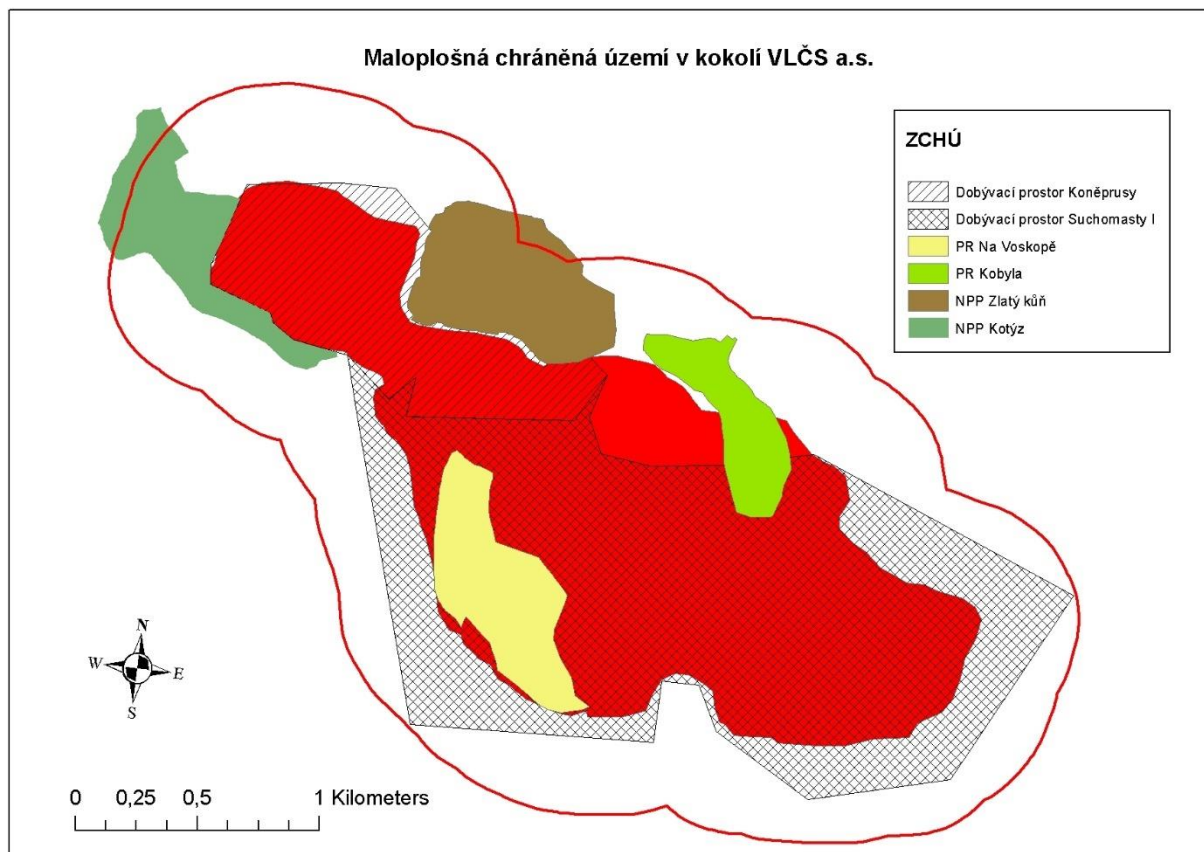 Maloplošná chráněná území v kokolí VLČS a.s.
ZCHÚ
Dobývací prostor Koněprusy
Dobývací prostor Suchomasty I
PR Na Voskopě
PR Kobyla
NPP Zlatý kůň
NPP Kotýz
N
W
E
S
0 0,25 0,5 1 Kilometers